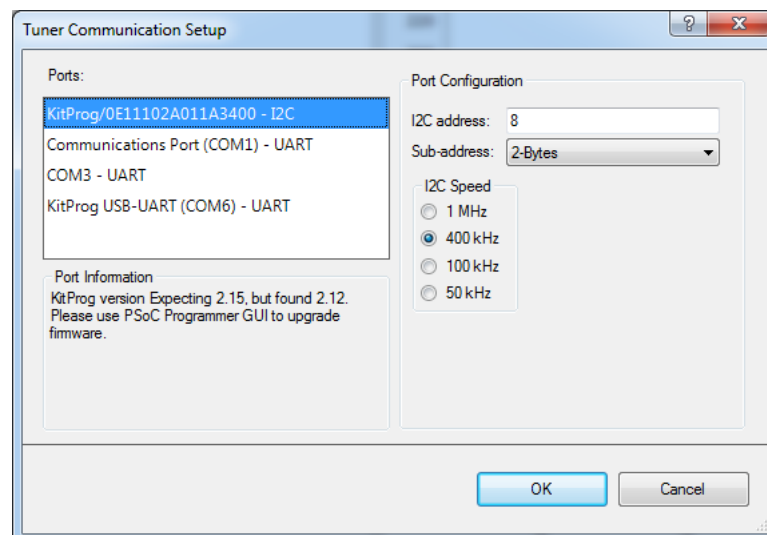 Tuner Communication Setup
Ports:
KitProg/0E11102A011A3400 - I2C
Communications Port (COM1) - UART
COM3 - UART
KitProg USB-UART (COM6) - UART
Port Information
KitProg version Expecting 2.15, but found 2.12.
Please use PSoC Programmer GUI to upgrade
firmware.
Port Configuration
I2C address: 8
Sub-address: 2-Bytes
I2C Speed
1 MHz
400 kHz
100 kHz
50 kHz
OK Cancel